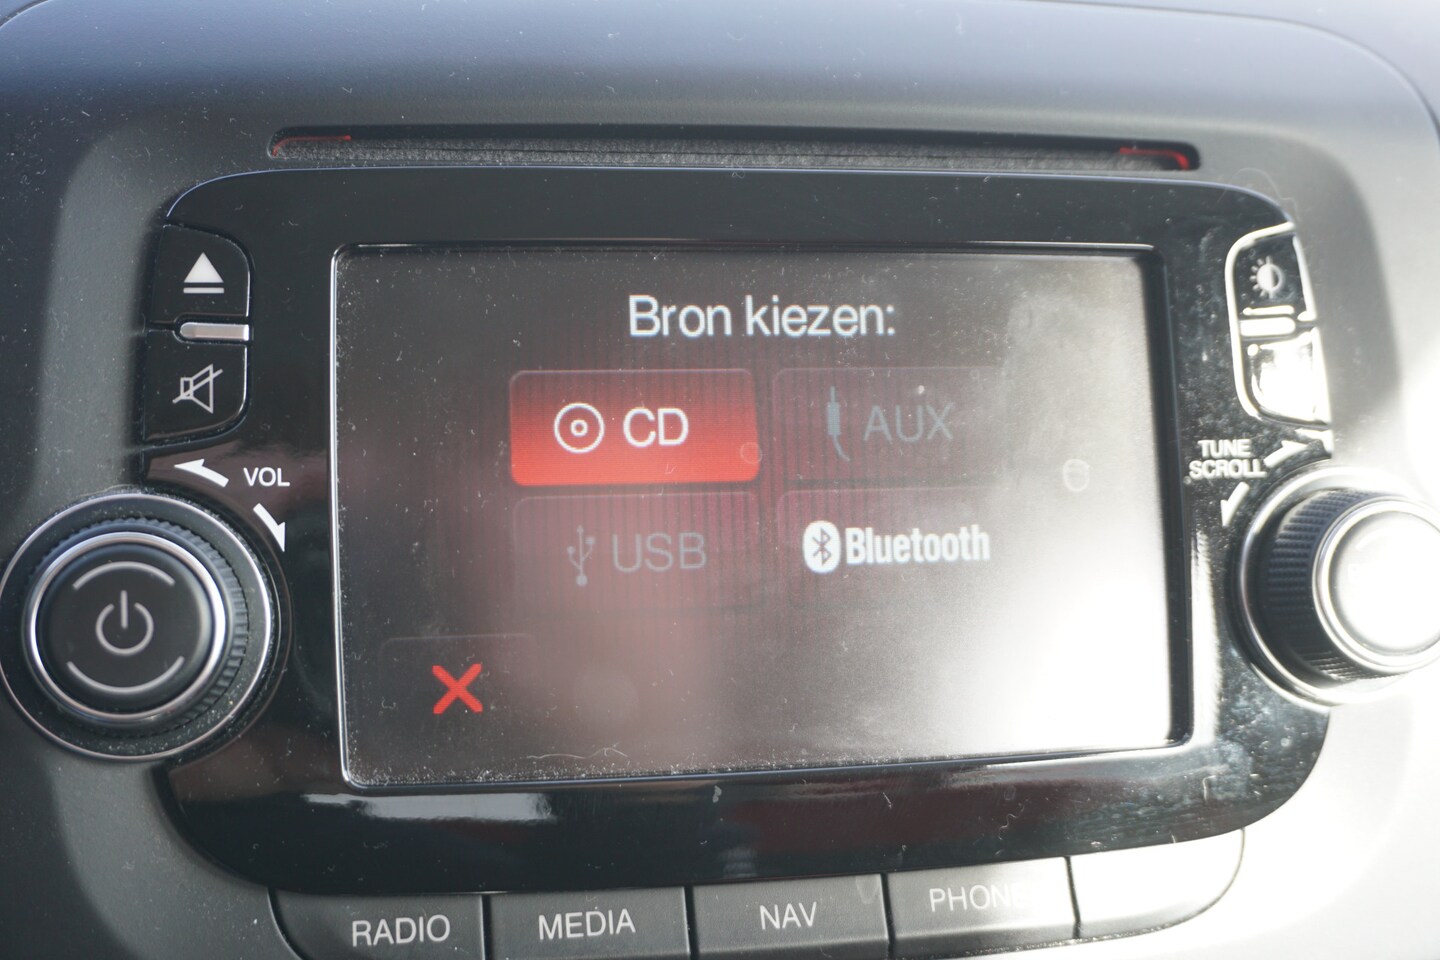 Bron kiezen:
CD
AUX
USB
Bluetooth
VOL
TUNE
SCROLL
RADIO
MEDIA
NAV
PHONE